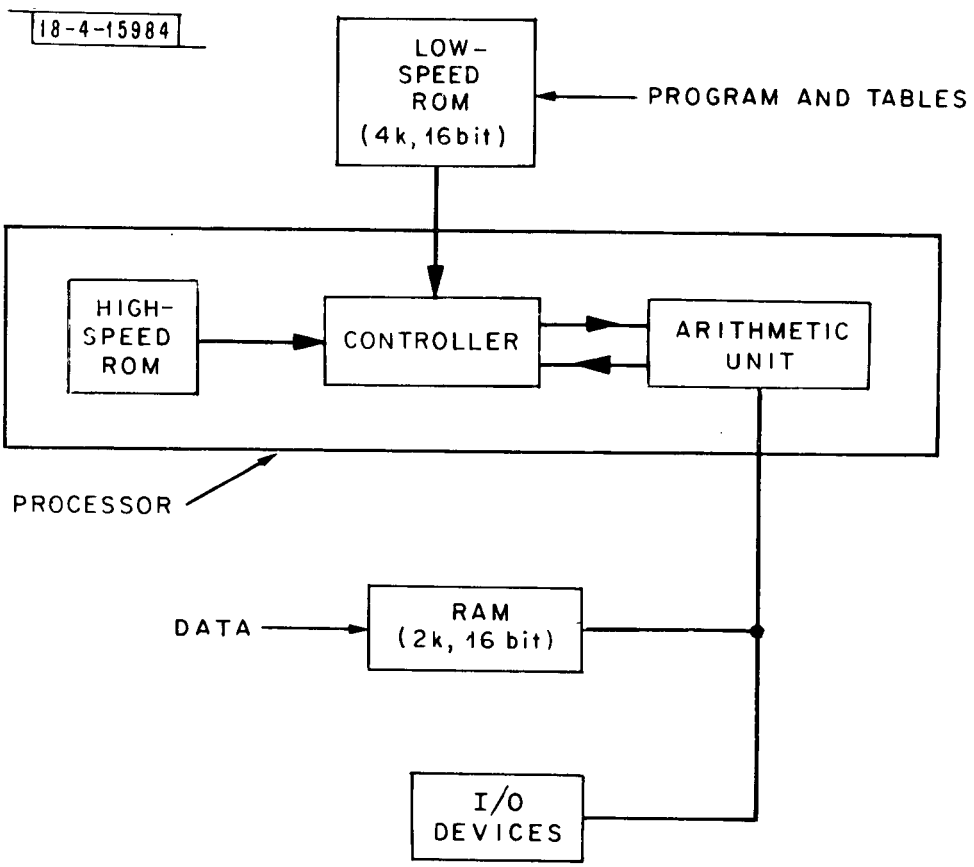 18-4-15984
LOW-
SPEED
ROM
(4k, 16bit)
PROGRAM AND TABLES
HIGH-
SPEED
ROM
CONTROLLER
ARITHMETIC
UNIT
PROCESSOR
DATA
RAM
(2k, 16 bit)
I/O
DEVICES